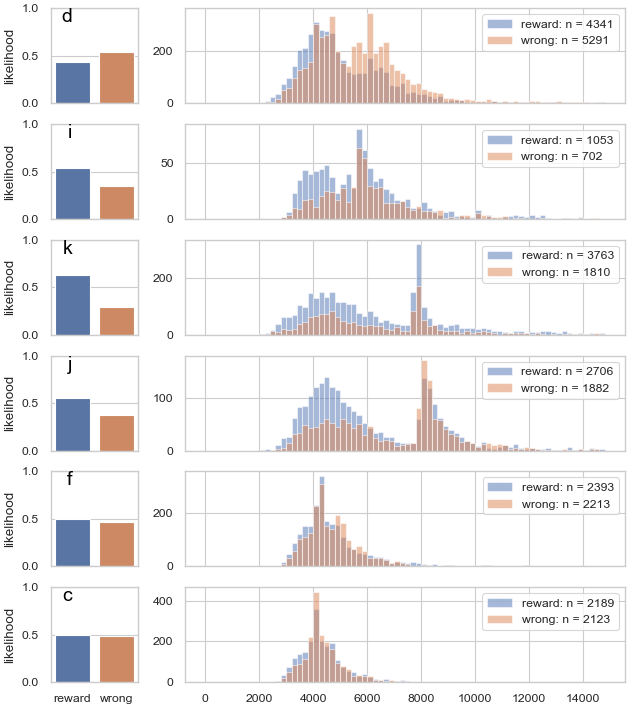 d
1.0
0.5
0.0
likelihood
200
0
reward: n = 4341
wrong: n = 5291
i
1.0
0.5
0.0
likelihood
50
0
reward: n = 1053
wrong: n = 702
k
1.0
0.5
0.0
likelihood
200
0
reward: n = 3763
wrong: n = 1810
j
1.0
0.5
0.0
likelihood
100
0
reward: n = 2706
wrong: n = 1882
f
1.0
0.5
0.0
likelihood
200
0
reward: n = 2393
wrong: n = 2213
c
1.0
0.5
0.0
likelihood
400
200
0
reward: n = 2189
wrong: n = 2123
reward wrong
0 2000 4000 6000 8000 10000 12000 14000